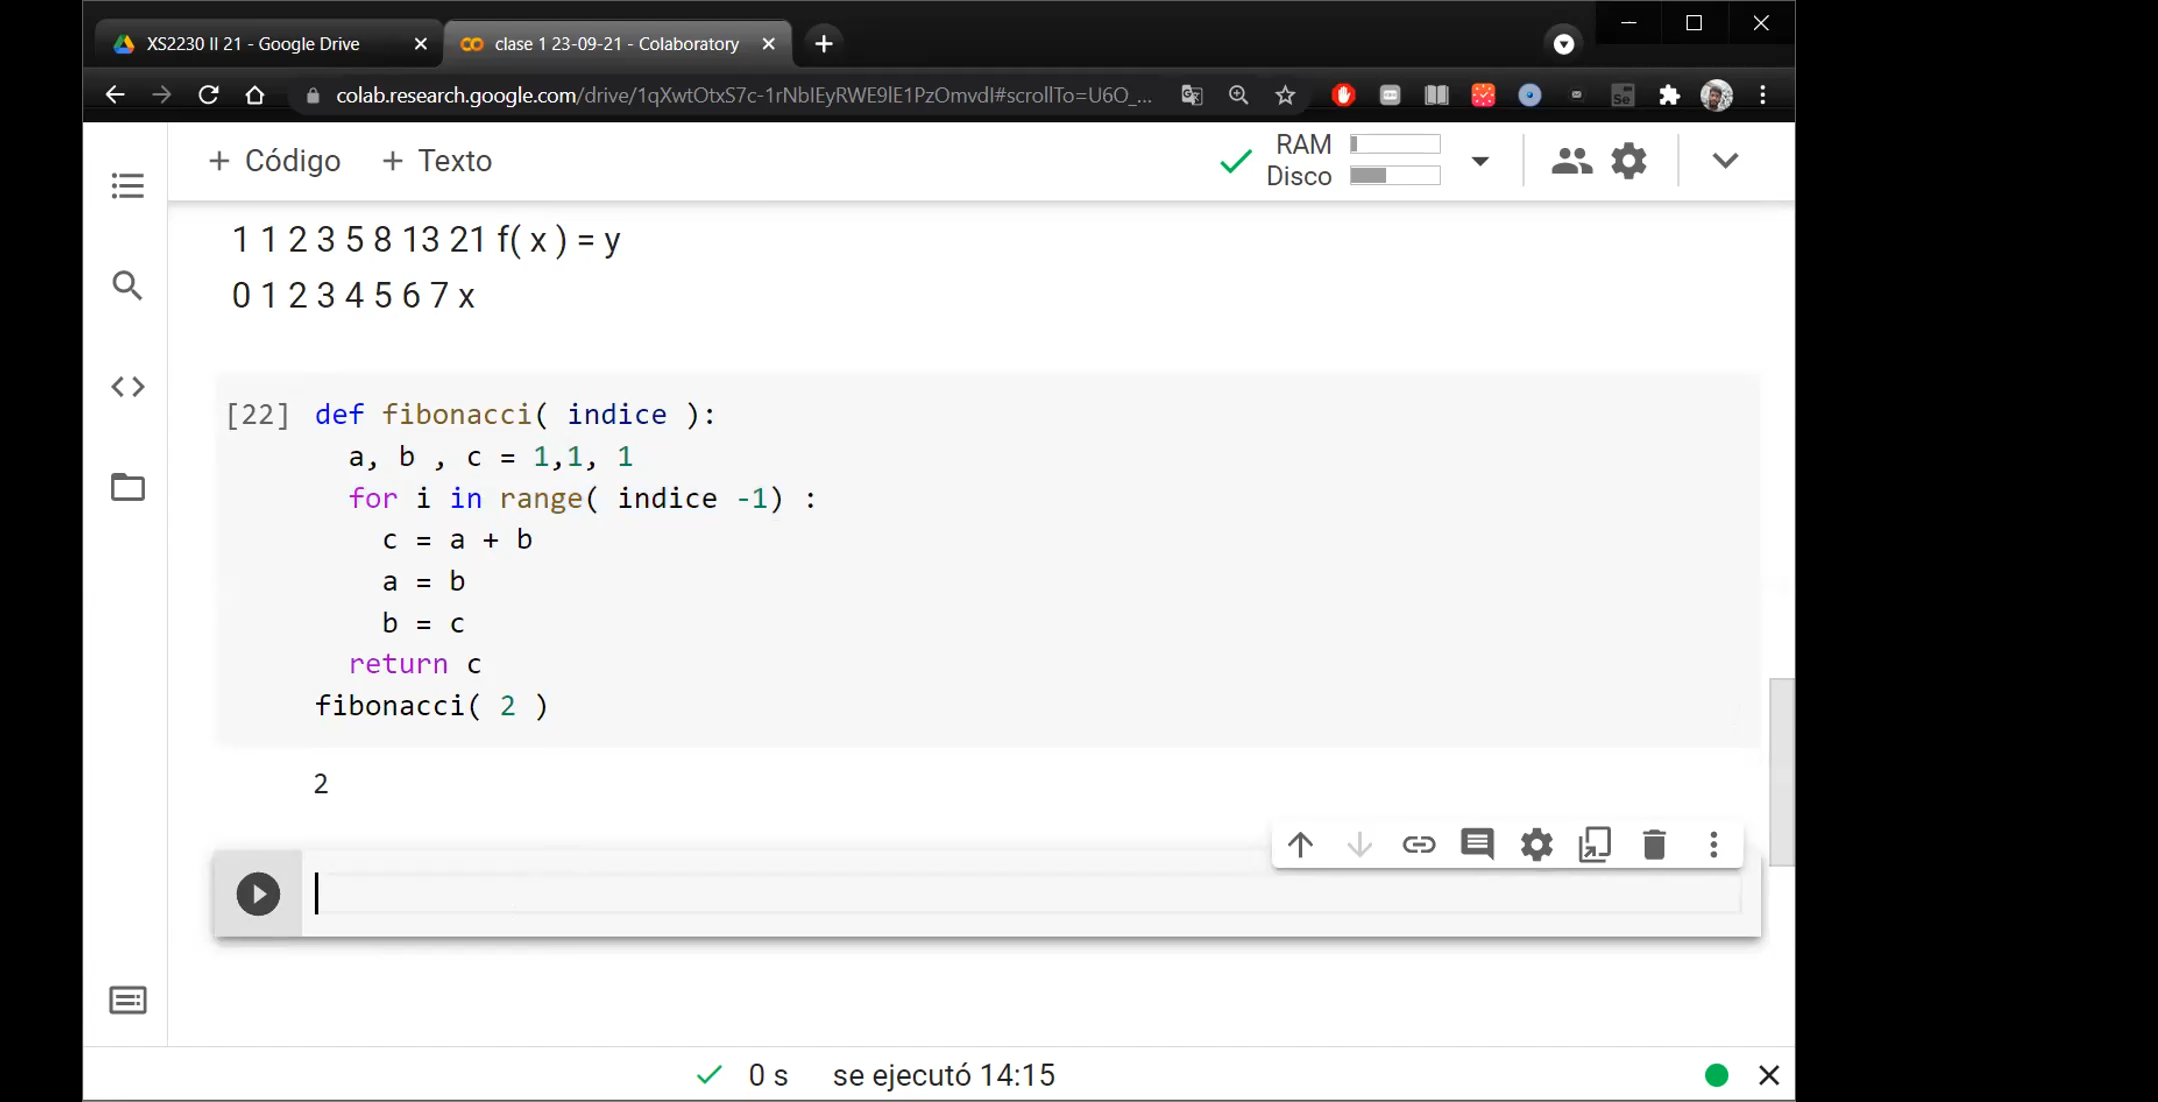 XS2230 II 21 - Google Drive
clase 1 23-09-21 - Colaboratory
colab.research.google.com/drive/1qXwtOtxS7c-1rNbIEyRWE9lE1PzOmvdI#scrollTo=U6O_...
+ Código + Texto
RAM
Disco
1 1 2 3 5 8 13 21 f( x ) = y
0 1 2 3 4 5 6 7 x
[22] def fibonacci( indice ):
a, b , c = 1,1, 1
for i in range( indice -1) :
c = a + b
a = b
b = c
return c
fibonacci( 2 )
2
0 s se ejecutó 14:15